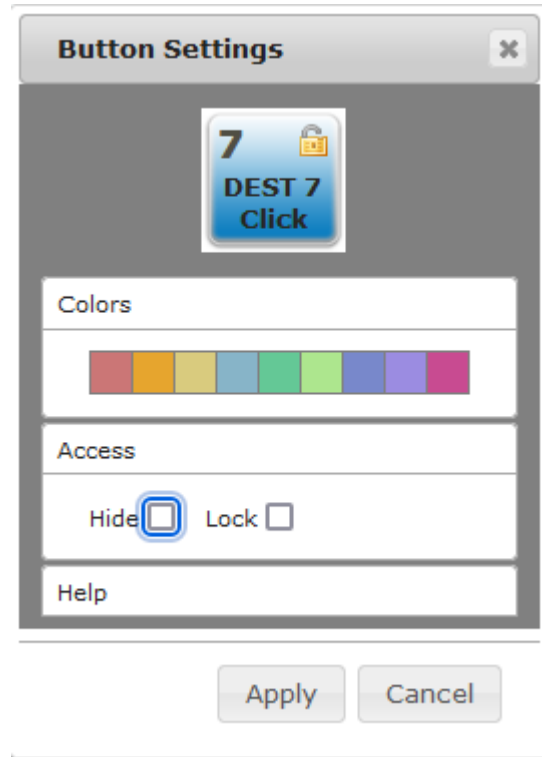 Button Settings
7
DEST 7
Click
Colors
Access
Hide Lock
Help
Apply Cancel